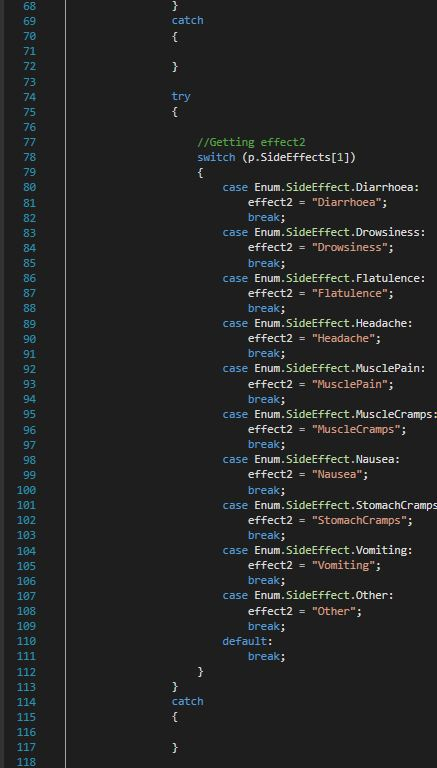 68 }
69 catch
70 {
71
72 }
73
74 try
75 {
76
77 //Getting effect2
78 switch (p.SideEffects[1])
79 {
80 case Enum.SideEffect.Diarrhoea:
81 effect2 = "Diarrhoea";
82 break;
83 case Enum.SideEffect.Drowsiness:
84 effect2 = "Drowsiness";
85 break;
86 case Enum.SideEffect.Flatulence:
87 effect2 = "Flatulence";
88 break;
89 case Enum.SideEffect.Headache:
90 effect2 = "Headache";
91 break;
92 case Enum.SideEffect.MusclePain:
93 effect2 = "MusclePain";
94 break;
95 case Enum.SideEffect.MuscleCramps:
96 effect2 = "MuscleCramps";
97 break;
98 case Enum.SideEffect.Nausea:
99 effect2 = "Nausea";
100 break;
101 case Enum.SideEffect.StomachCramps
102 effect2 = "StomachCramps";
103 break;
104 case Enum.SideEffect.Vomiting:
105 effect2 = "Vomiting";
106 break;
107 case Enum.SideEffect.Other:
108 effect2 = "Other";
109 break;
110 default:
111 break;
112 }
113 }
114 catch
115 {
116
117 }
118